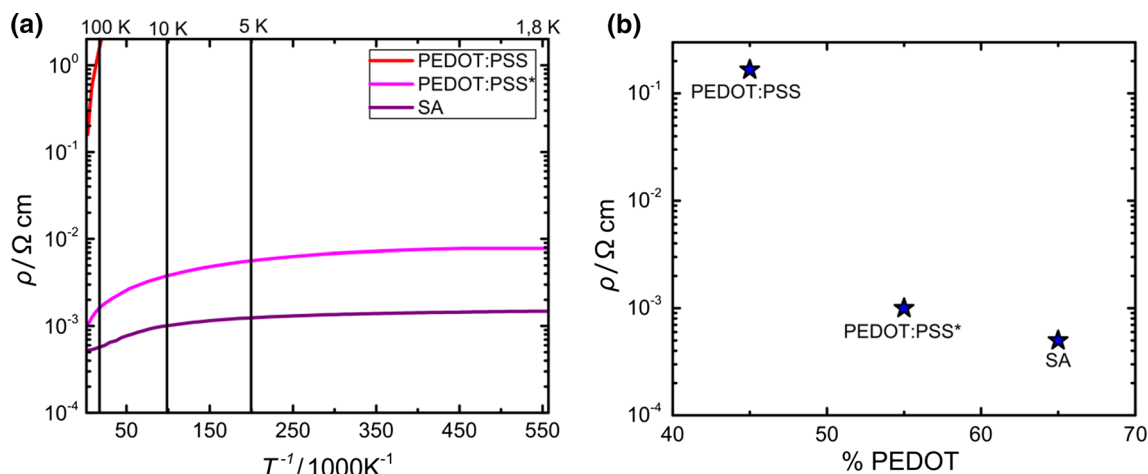 (a)
100 K 10 K 5 K 1,8 K
PEDOT:PSS
PEDOT:PSS*
SA
10⁰
10⁻¹
10⁻²
10⁻³
10⁻⁴
ρ/Ω cm
50 150 250 350 450 550
T⁻¹/1000K⁻¹
(b)
PEDOT:PSS
PEDOT:PSS*
SA
10⁻¹
10⁻²
10⁻³
10⁻⁴
ρ/Ω cm
40 50 60 70
% PEDOT